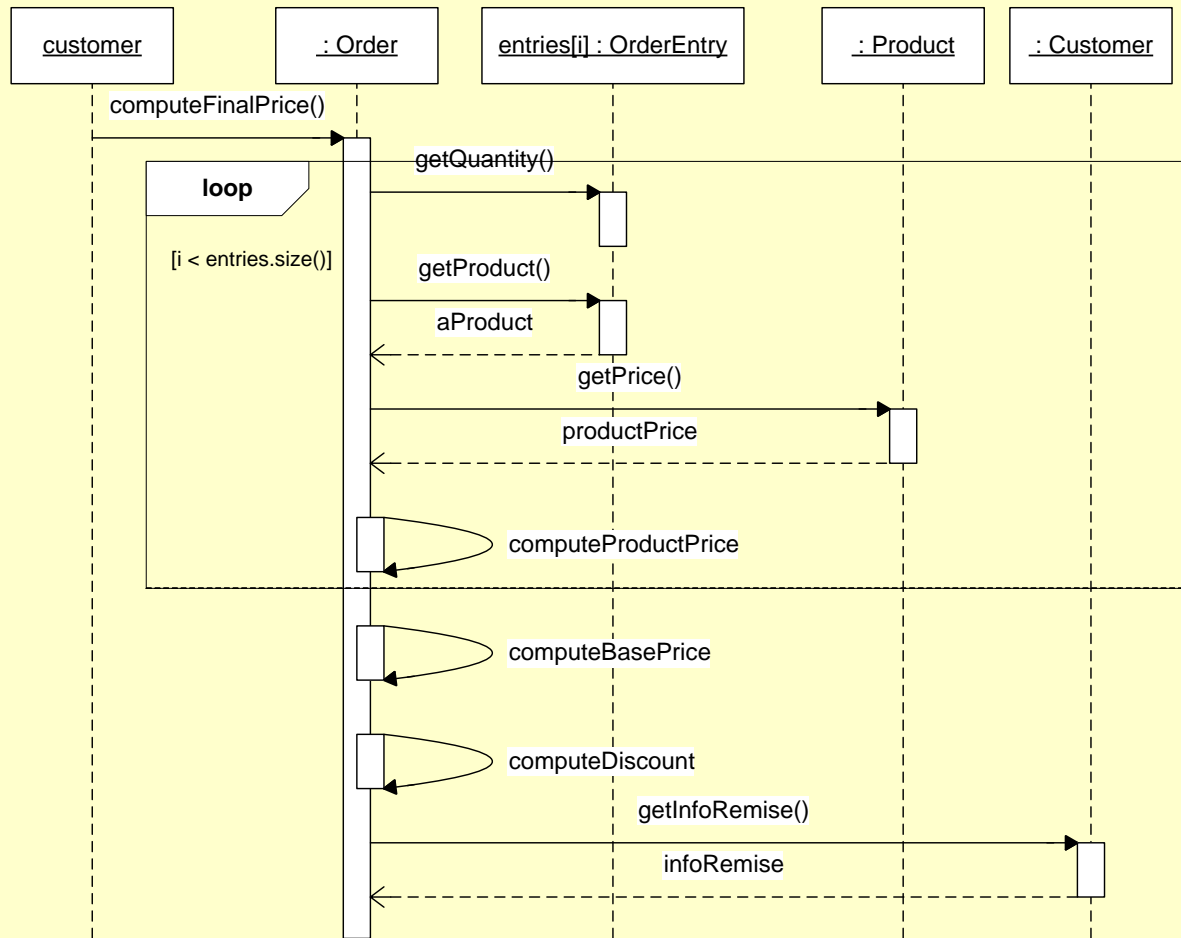 customer
: Order
entries[i] : OrderEntry
: Product
: Customer
computeFinalPrice()
getQuantity()
loop
[i < entries.size()]
getProduct()
aProduct
getPrice()
productPrice
computeProductPrice
computeBasePrice
computeDiscount
getInfoRemise()
infoRemise